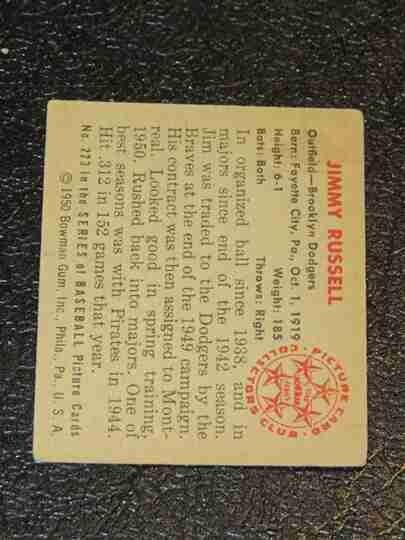 JIMMY RUSSELL
Outfield—Brooklyn Dodgers
Born: Fayette City, Pa., Oct. 1, 1919
Height: 6-1 Weight: 185
Bats: Both Throws: Right
In organized ball since 1938, and in
majors since end of the 1942 season.
Jim was traded to the Dodgers by the
Braves at the end of the 1949 campaign.
His contract was then assigned to Mont-
real. Looked good in spring training,
1950. Rushed back into majors. One of
best seasons was with Pirates in 1944.
Hit .312 in 152 games that year.
No. 223 in the SERIES of BASEBALL Picture Cards
©1950 Bowman Gum, Inc., Phila., Pa., U. S. A.
PICTURE CARD
COLLECTORS CLUB